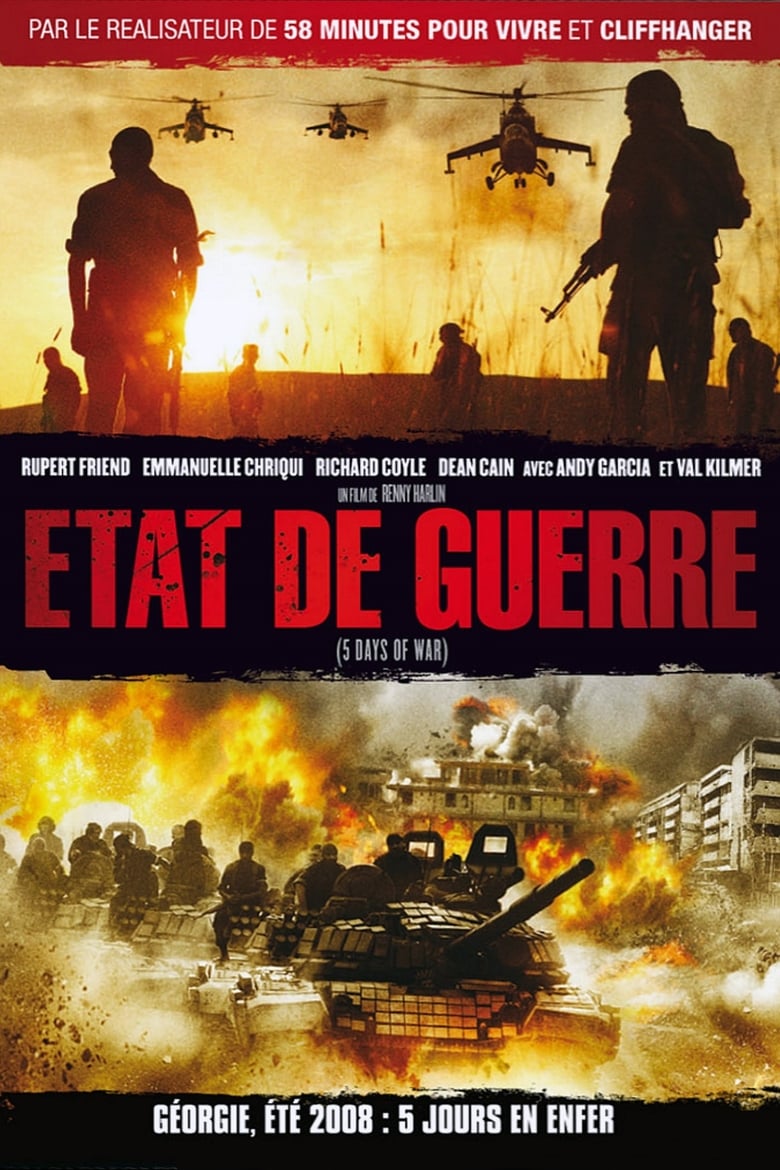 PAR LE REALISATEUR DE 58 MINUTES POUR VIVRE ET CLIFFHANGER
RUPERT FRIEND EMMANUELLE CHRIQUI RICHARD COYLE DEAN CAIN AVEC ANDY GARCIA ET VAL KILMER
UN FILM DE RENNY HARLIN
ETAT DE GUERRE
(5 DAYS OF WAR)
GÉORGIE, ÉTÉ 2008 : 5 JOURS EN ENFER